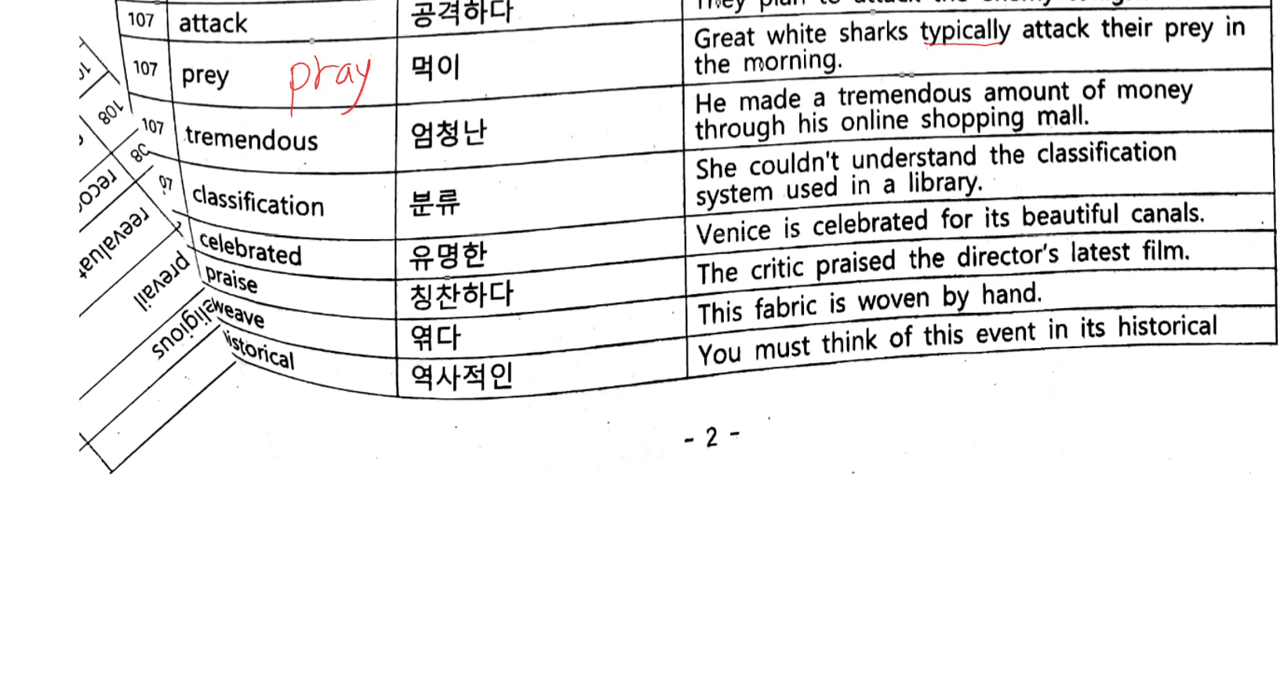 107 attack 공격하다
107 prey pray 먹이 Great white sharks typically attack their prey in
the morning.
107 tremendous 엄청난 He made a tremendous amount of money
through his online shopping mall.
classification 분류 She couldn't understand the classification
system used in a library.
celebrated 유명한 Venice is celebrated for its beautiful canals.
praise 칭찬하다 The critic praised the director's latest film.
weave 엮다 This fabric is woven by hand.
역사적인 You must think of this event in its historical
- 2 -
108
prevail